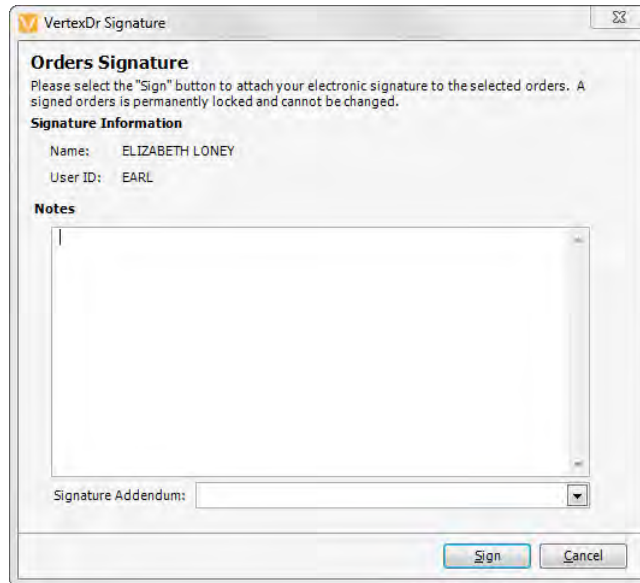 VertexDr Signature
Orders Signature
Please select the "Sign" button to attach your electronic signature to the selected orders. A
signed orders is permanently locked and cannot be changed.
Signature Information
Name: ELIZABETH LONEY
User ID: EARL
Notes
Signature Addendum:
Sign Cancel